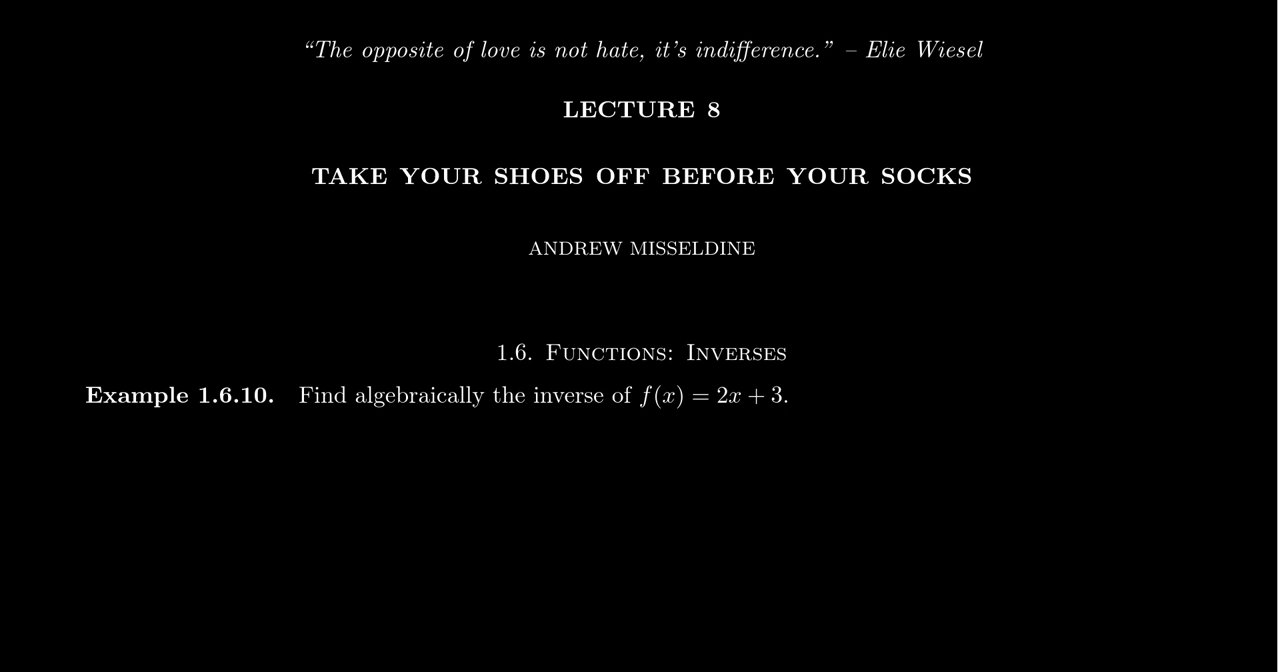 “The opposite of love is not hate, it’s indifference.” – Elie Wiesel
LECTURE 8
TAKE YOUR SHOES OFF BEFORE YOUR SOCKS
ANDREW MISSELDINE
1.6. Functions: Inverses
Example 1.6.10. Find algebraically the inverse of f(x) = 2x + 3.